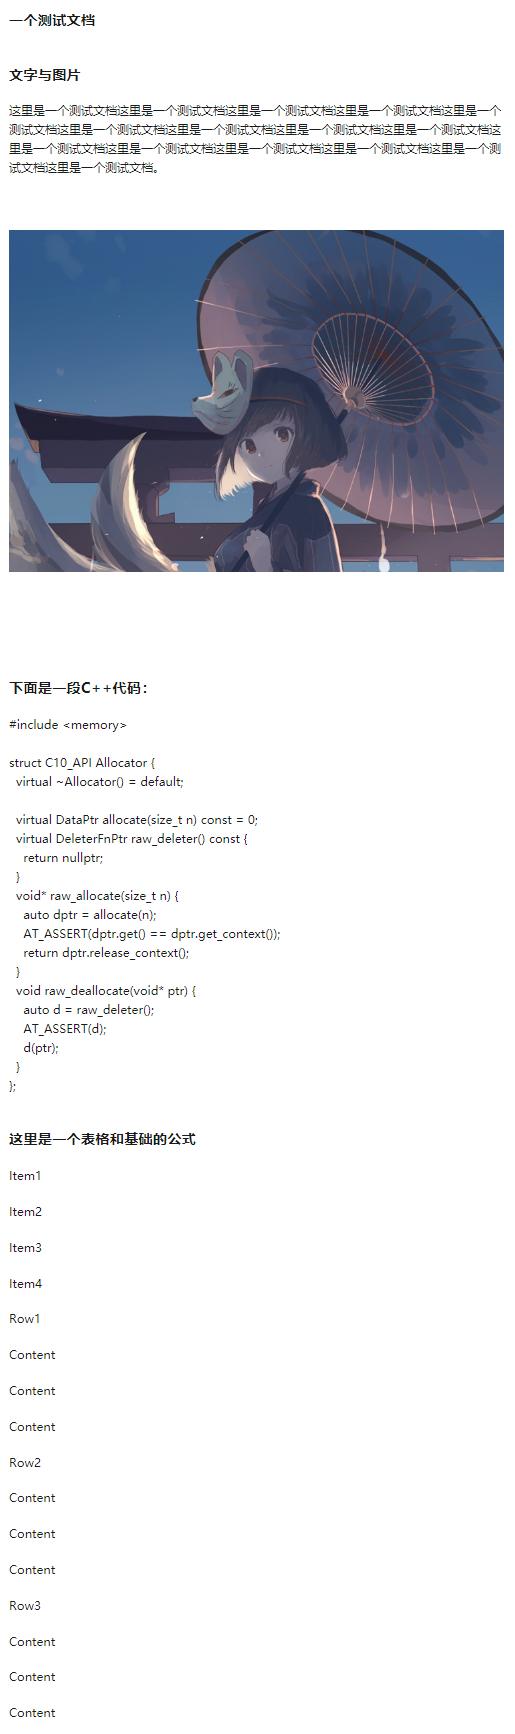 一个测试文档
文字与图片
这里是一个测试文档这里是一个测试文档这里是一个测试文档这里是一个测试文档这里是一个
测试文档这里是一个测试文档这里是一个测试文档这里是一个测试文档这里是一个测试文档这
里是一个测试文档这里是一个测试文档这里是一个测试文档这里是一个测试文档这里是一个测
试文档这里是一个测试文档。
下面是一段C++代码：
#include <memory>
struct C10_API Allocator {
  virtual ~Allocator() = default;
  virtual DataPtr allocate(size_t n) const = 0;
  virtual DeleterFnPtr raw_deleter() const {
    return nullptr;
  }
  void* raw_allocate(size_t n) {
    auto dptr = allocate(n);
    AT_ASSERT(dptr.get() == dptr.get_context());
    return dptr.release_context();
  }
  void raw_deallocate(void* ptr) {
    auto d = raw_deleter();
    AT_ASSERT(d);
    d(ptr);
  }
};
这里是一个表格和基础的公式
Item1
Item2
Item3
Item4
Row1
Content
Content
Content
Row2
Content
Content
Content
Row3
Content
Content
Content